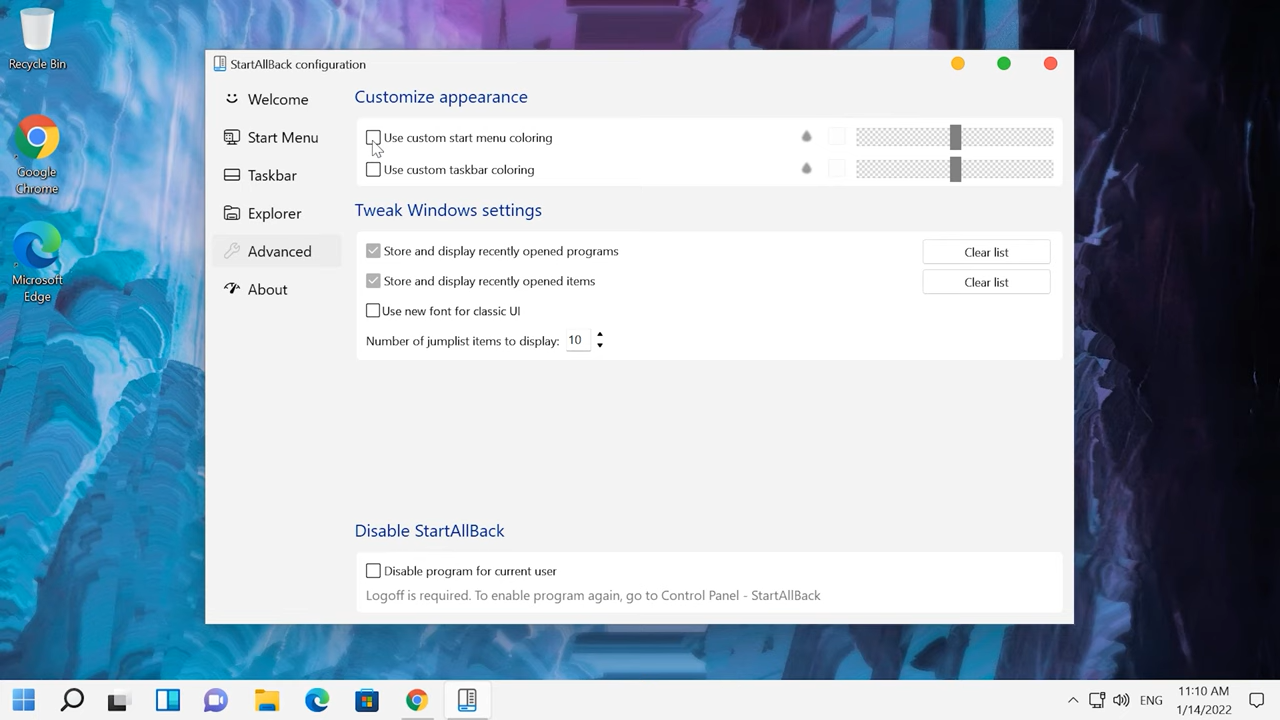 Recycle Bin
Google
Chrome
Microsoft
Edge
StartAllBack configuration
Welcome
Start Menu
Taskbar
Explorer
Advanced
About
Customize appearance
Use custom start menu coloring
Use custom taskbar coloring
Tweak Windows settings
Store and display recently opened programs
Clear list
Store and display recently opened items
Clear list
Use new font for classic UI
Number of jumplist items to display: 10
Disable StartAllBack
Disable program for current user
Logoff is required. To enable program again, go to Control Panel - StartAllBack
ENG
11:10 AM
1/14/2022